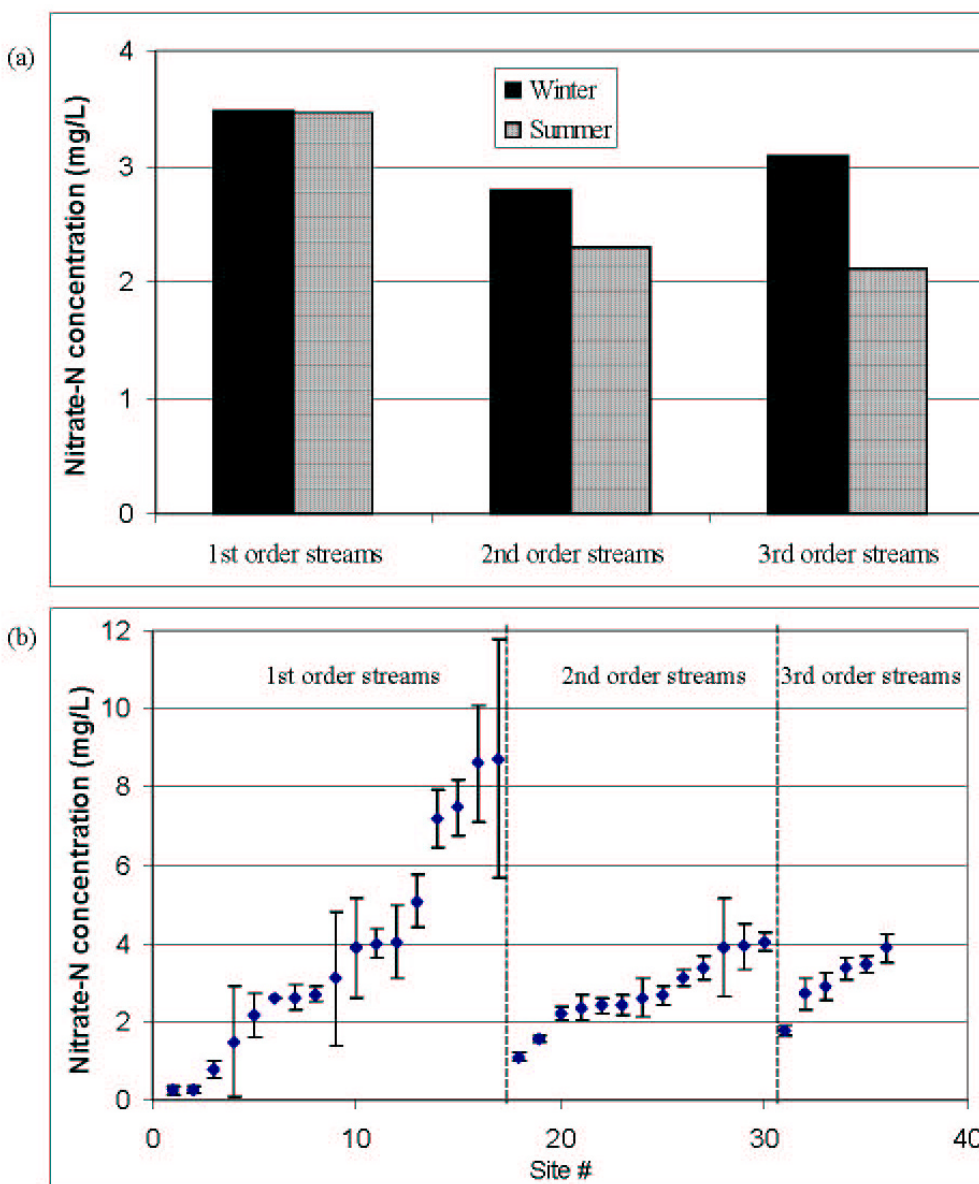 (a)
Nitrate-N concentration (mg/L)
4
3
2
1
0
Winter
Summer
1st order streams 2nd order streams 3rd order streams
(b)
Nitrate-N concentration (mg/L)
12
10
8
6
4
2
0
1st order streams 2nd order streams 3rd order streams
0 10 20 30 40
Site #